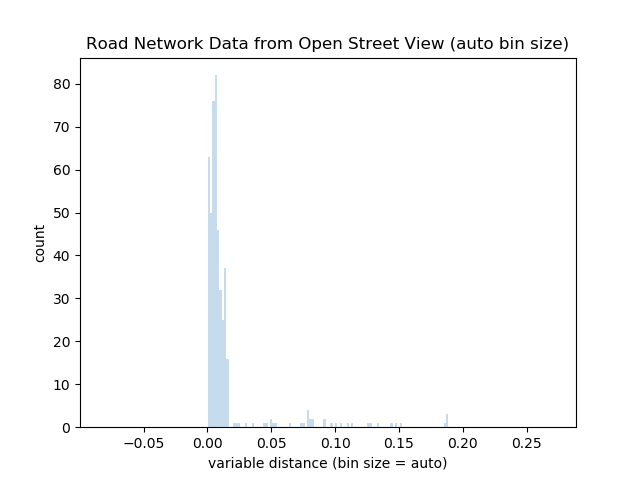 Road Network Data from Open Street View (auto bin size)
80
70
60
50
40
30
20
10
0
count
−0.05 0.00 0.05 0.10 0.15 0.20 0.25
variable distance (bin size = auto)